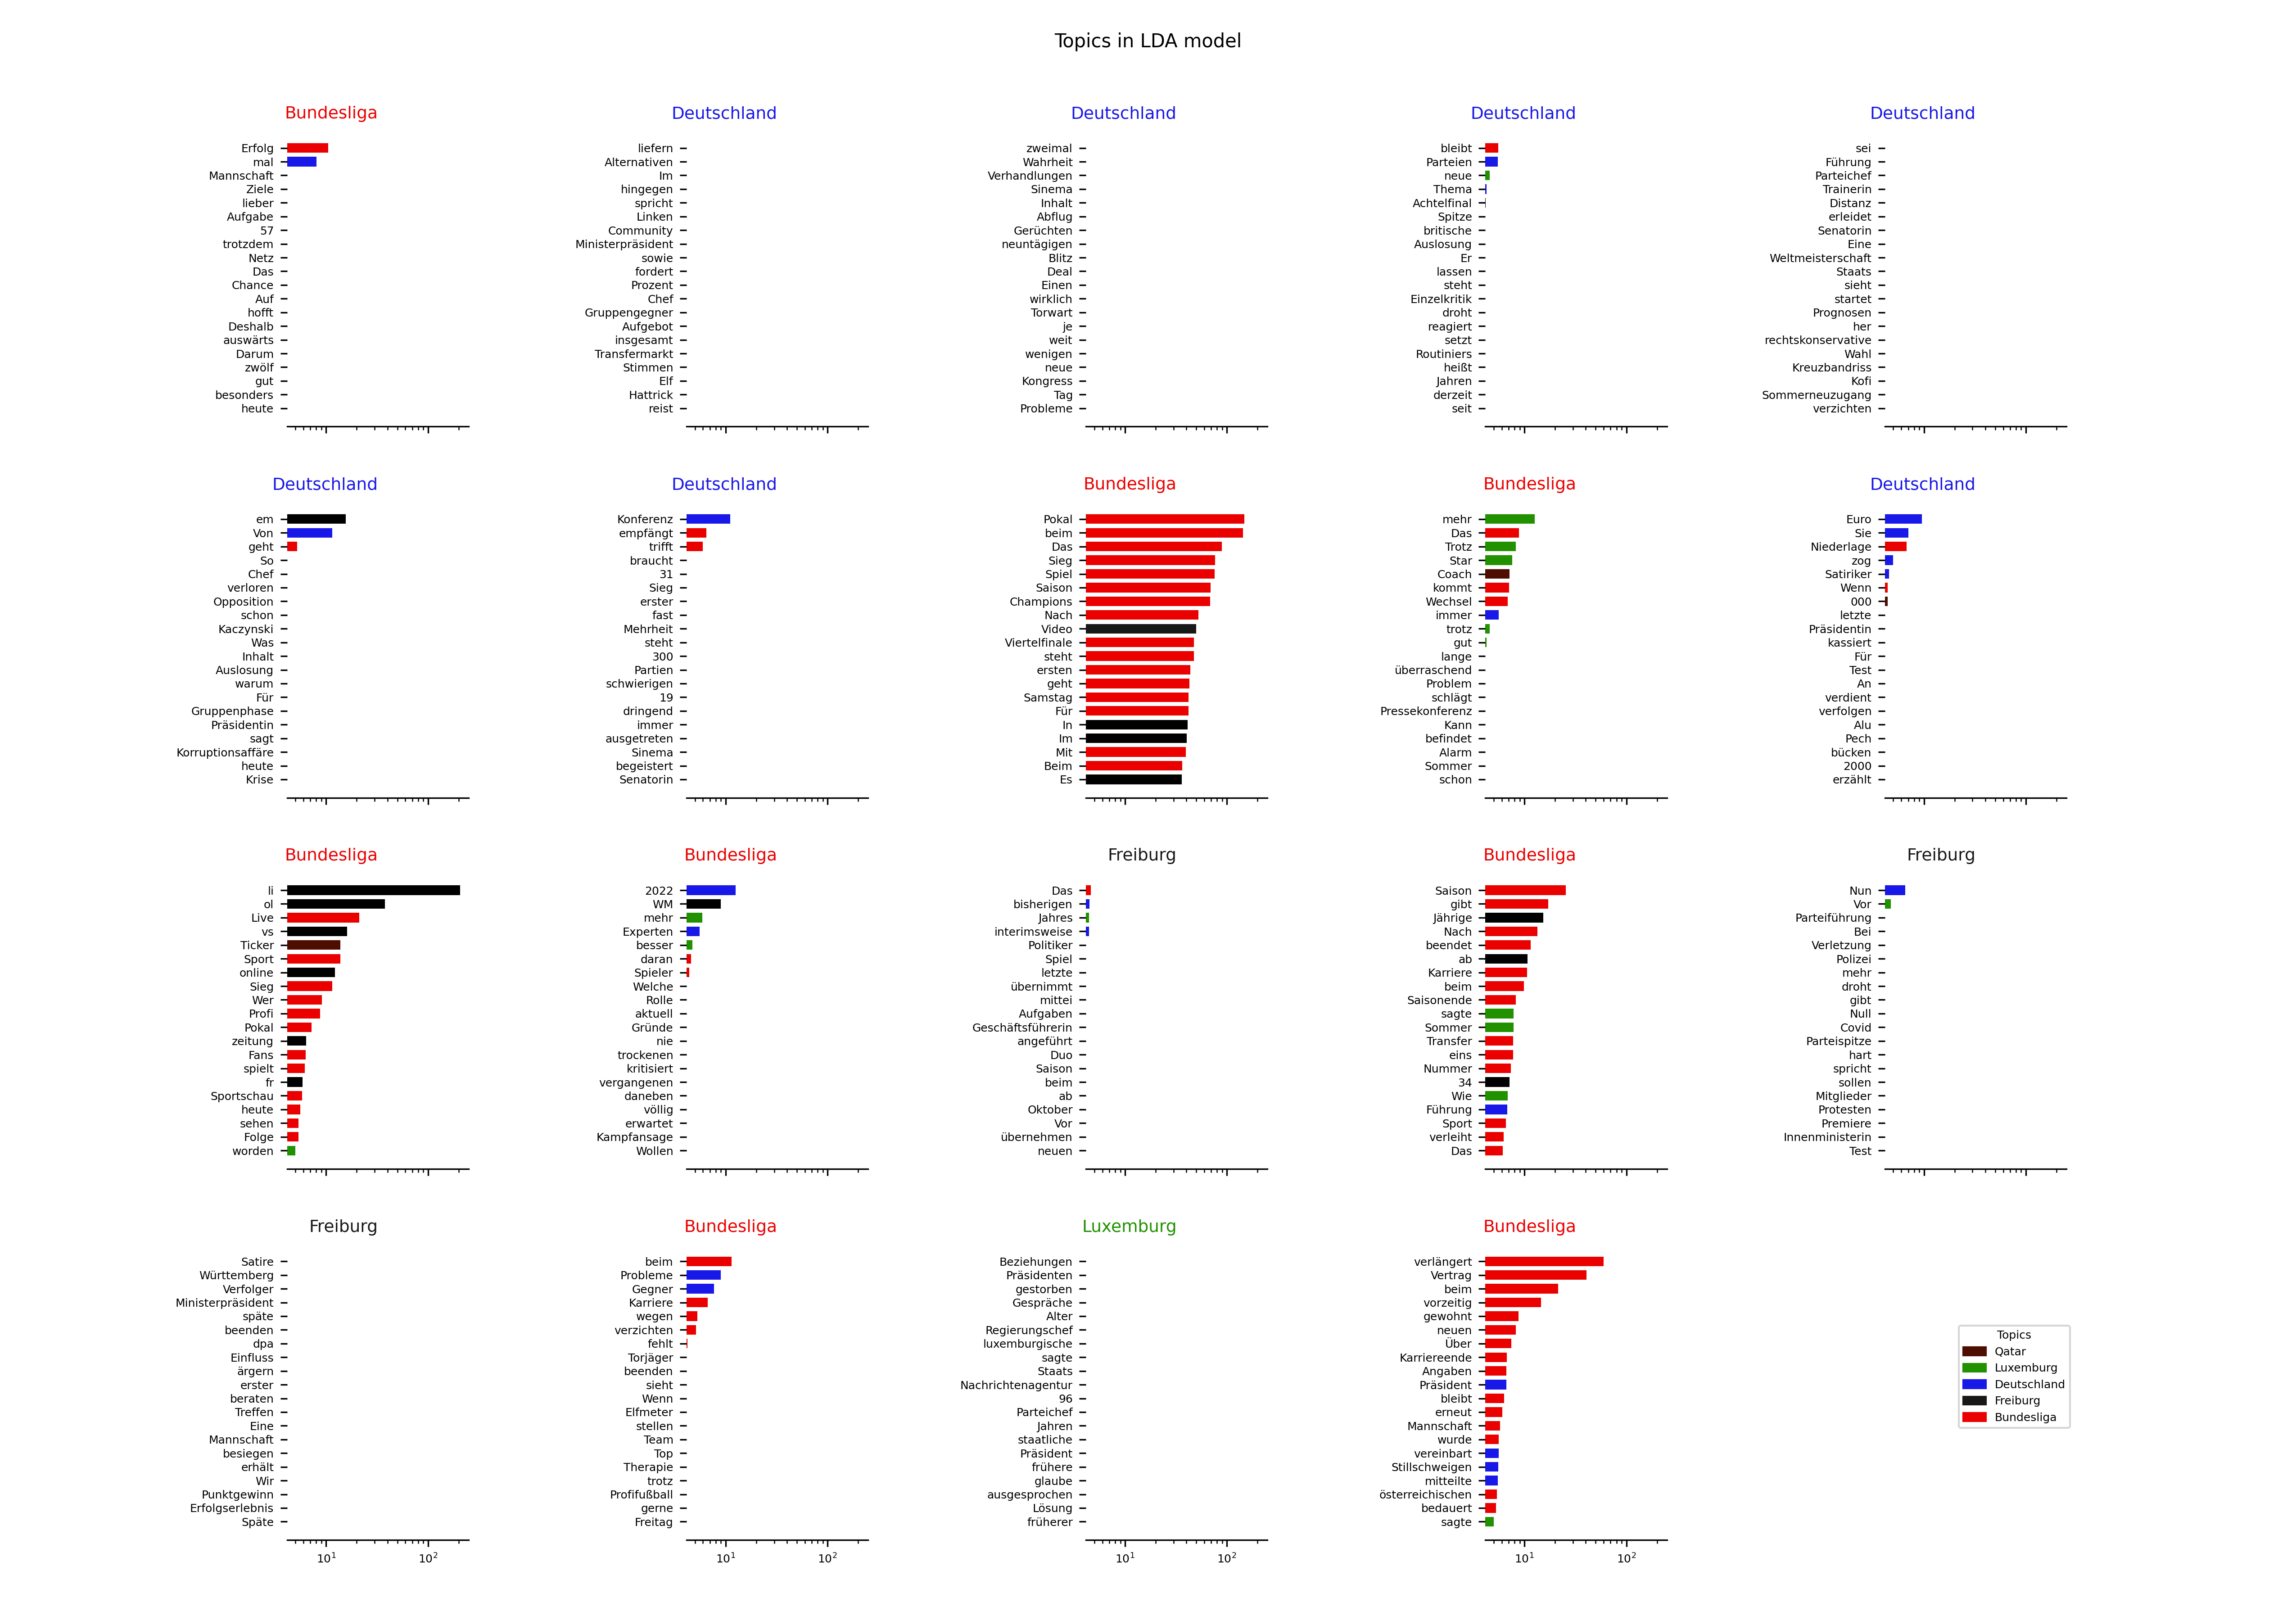 Topics in LDA model
Bundesliga
Erfolg
mal
Mannschaft
Ziele
lieber
Aufgabe
57
trotzdem
Netz
Das
Chance
Auf
hofft
Deshalb
auswärts
Darum
zwölf
gut
besonders
heute
Deutschland
liefern
Alternativen
Im
hingegen
spricht
Linken
Community
Ministerpräsident
sowie
fordert
Prozent
Chef
Gruppengegner
Aufgebot
insgesamt
Transfermarkt
Stimmen
Elf
Hattrick
reist
Deutschland
zweimal
Wahrheit
Verhandlungen
Sinema
Inhalt
Abflug
Gerüchten
neuntägigen
Blitz
Deal
Einen
wirklich
Torwart
je
weit
wenigen
neue
Kongress
Tag
Probleme
Deutschland
bleibt
Parteien
neue
Thema
Achtelfinal
Spitze
britische
Auslosung
Er
lassen
steht
Einzelkritik
droht
reagiert
setzt
Routiniers
heißt
Jahren
derzeit
seit
Deutschland
sei
Führung
Parteichef
Trainerin
Distanz
erleidet
Senatorin
Eine
Weltmeisterschaft
Staats
sieht
startet
Prognosen
her
rechtskonservative
Wahl
Kreuzbandriss
Kofi
Sommerneuzugang
verzichten
Deutschland
em
Von
geht
So
Chef
verloren
Opposition
schon
Kaczynski
Was
Inhalt
Auslosung
warum
Für
Gruppenphase
Präsidentin
sagt
Korruptionsaffäre
heute
Krise
Deutschland
Konferenz
empfängt
trifft
braucht
31
Sieg
erster
fast
Mehrheit
steht
300
Partien
schwierigen
19
dringend
immer
ausgetreten
Sinema
begeistert
Senatorin
Bundesliga
Pokal
beim
Das
Sieg
Spiel
Saison
Champions
Nach
Video
Viertelfinale
steht
ersten
geht
Samstag
Für
In
Im
Mit
Beim
Es
Bundesliga
mehr
Das
Trotz
Star
Coach
kommt
Wechsel
immer
trotz
gut
lange
überraschend
Problem
schlägt
Pressekonferenz
Kann
befindet
Alarm
Sommer
schon
Deutschland
Euro
Sie
Niederlage
zog
Satiriker
Wenn
000
letzte
Präsidentin
kassiert
Für
Test
An
verdient
verfolgen
Alu
Pech
bücken
2000
erzählt
Bundesliga
li
ol
Live
vs
Ticker
Sport
online
Sieg
Wer
Profi
Pokal
zeitung
Fans
spielt
fr
Sportschau
heute
sehen
Folge
worden
Bundesliga
2022
WM
mehr
Experten
besser
daran
Spieler
Welche
Rolle
aktuell
Gründe
nie
trockenen
kritisiert
vergangenen
daneben
völlig
erwartet
Kampfansage
Wollen
Freiburg
Das
bisherigen
Jahres
interimsweise
Politiker
Spiel
letzte
übernimmt
mittei
Aufgaben
Geschäftsführerin
angeführt
Duo
Saison
beim
ab
Oktober
Vor
übernehmen
neuen
Bundesliga
Saison
gibt
Jährige
Nach
beendet
ab
Karriere
beim
Saisonende
sagte
Sommer
Transfer
eins
Nummer
34
Wie
Führung
Sport
verleiht
Das
Freiburg
Nun
Vor
Parteiführung
Bei
Verletzung
Polizei
mehr
droht
gibt
Null
Covid
Parteispitze
hart
spricht
sollen
Mitglieder
Protesten
Premiere
Innenministerin
Test
Freiburg
Satire
Württemberg
Verfolger
Ministerpräsident
späte
beenden
dpa
Einfluss
ärgern
erster
beraten
Treffen
Eine
Mannschaft
besiegen
erhält
Wir
Punktgewinn
Erfolgserlebnis
Späte
10¹ 10²
Bundesliga
beim
Probleme
Gegner
Karriere
wegen
verzichten
fehlt
Torjäger
beenden
sieht
Wenn
Elfmeter
stellen
Team
Top
Therapie
trotz
Profifußball
gerne
Freitag
10¹ 10²
Luxemburg
Beziehungen
Präsidenten
gestorben
Gespräche
Alter
Regierungschef
luxemburgische
sagte
Staats
Nachrichtenagentur
96
Parteichef
Jahren
staatliche
Präsident
frühere
glaube
ausgesprochen
Lösung
früherer
10¹ 10²
Bundesliga
verlängert
Vertrag
beim
vorzeitig
gewohnt
neuen
Über
Karriereende
Angaben
Präsident
bleibt
erneut
Mannschaft
wurde
vereinbart
Stillschweigen
mitteilte
österreichischen
bedauert
sagte
10¹ 10²
Topics
Qatar
Luxemburg
Deutschland
Freiburg
Bundesliga